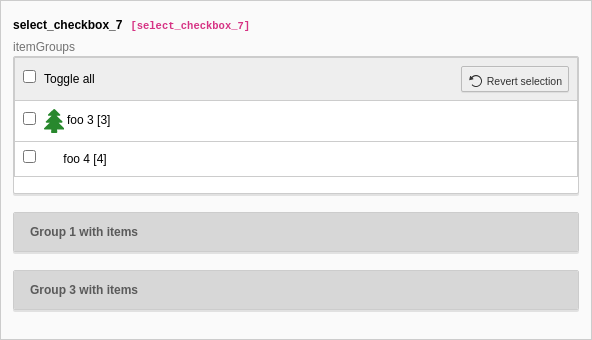 select_checkbox_7 [select_checkbox_7]
itemGroups
Toggle all Revert selection
foo 3 [3]
foo 4 [4]
Group 1 with items
Group 3 with items